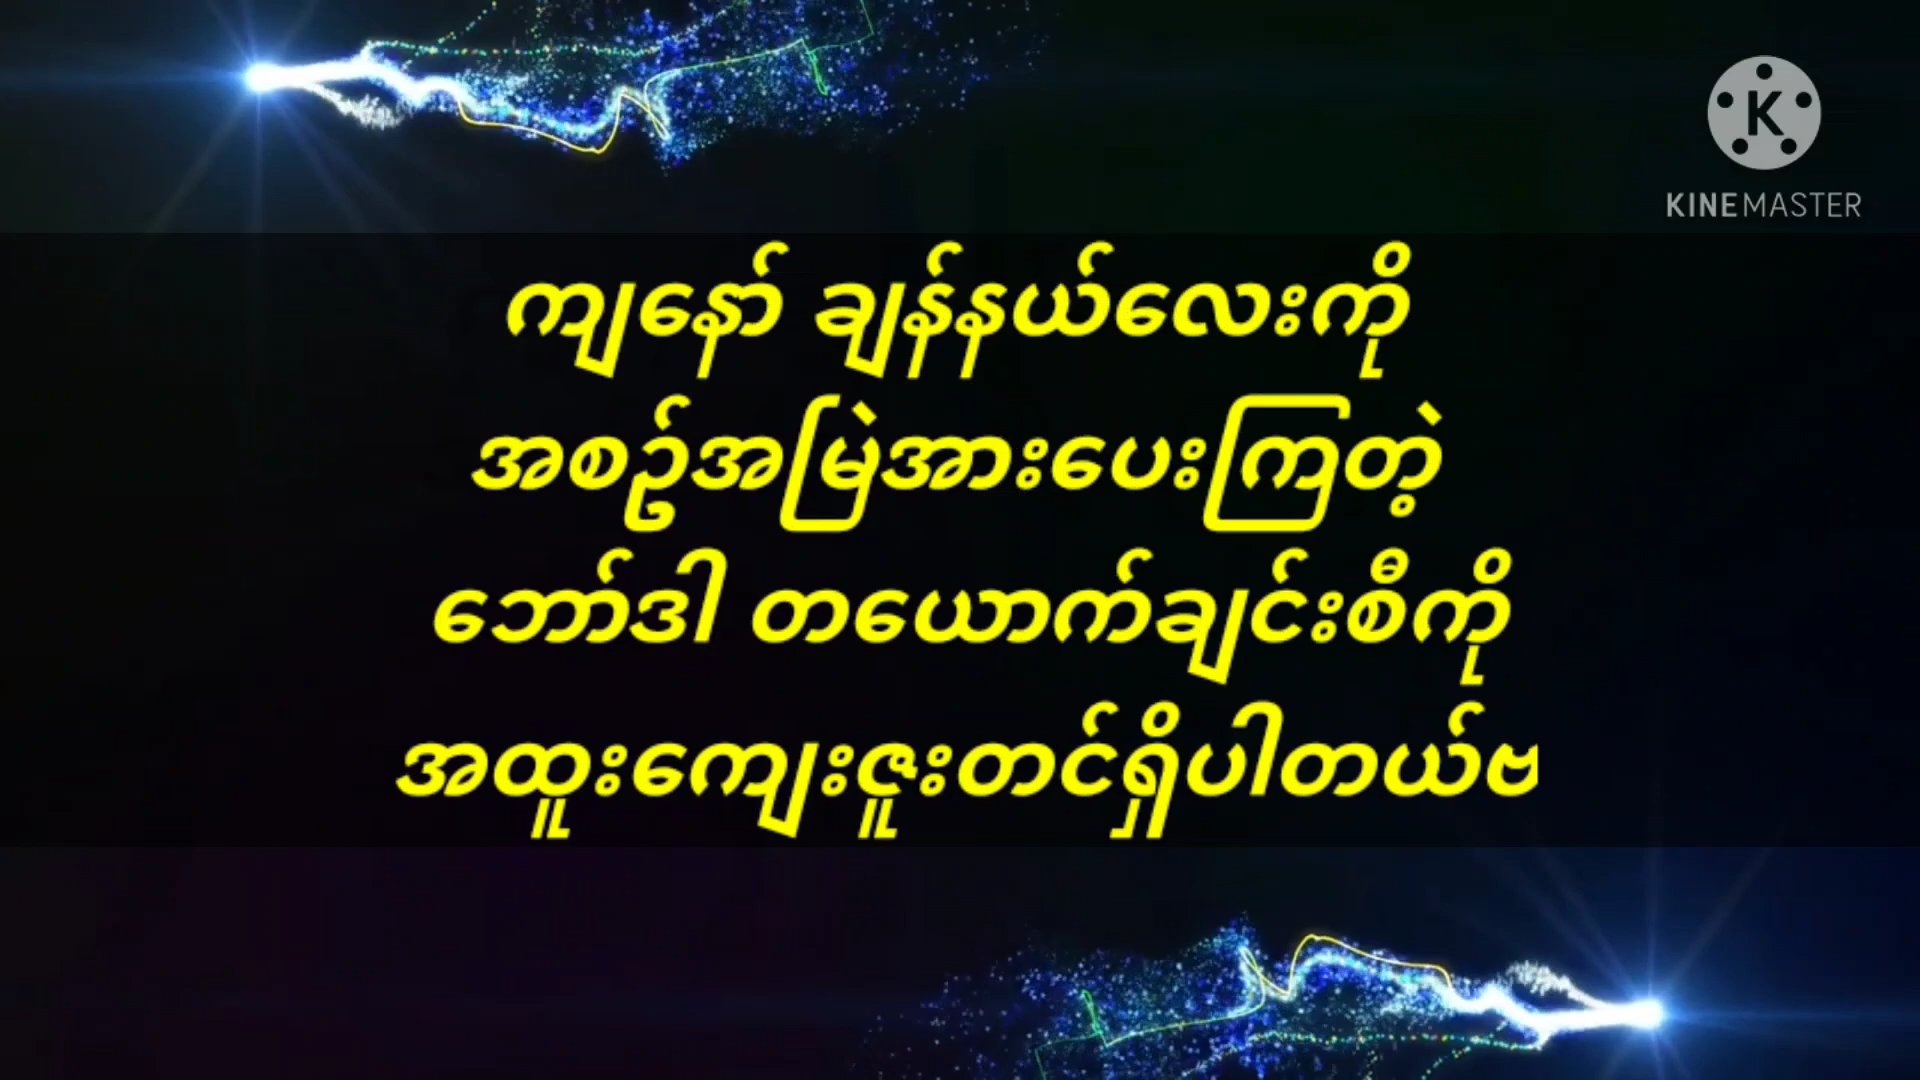 KINEMASTER
ကျနော် ချန်နယ်လေးကို
အစဥ်အမြဲအားပေးကြတဲ့
ဘော်ဒါ တယောက်ချင်းစီကို
အထူးကျေးဇူးတင်ရှိပါတယ်ဗ